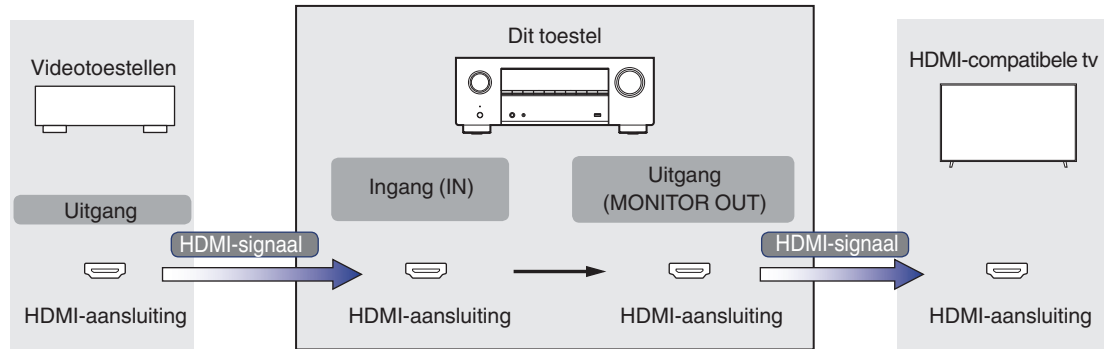 Dit toestel
Videotoestellen
HDMI-compatibele tv
Ingang (IN)
Uitgang
(MONITOR OUT)
Uitgang
HDMI-signaal
HDMI-signaal
HDMI-aansluiting
HDMI-aansluiting
HDMI-aansluiting
HDMI-aansluiting